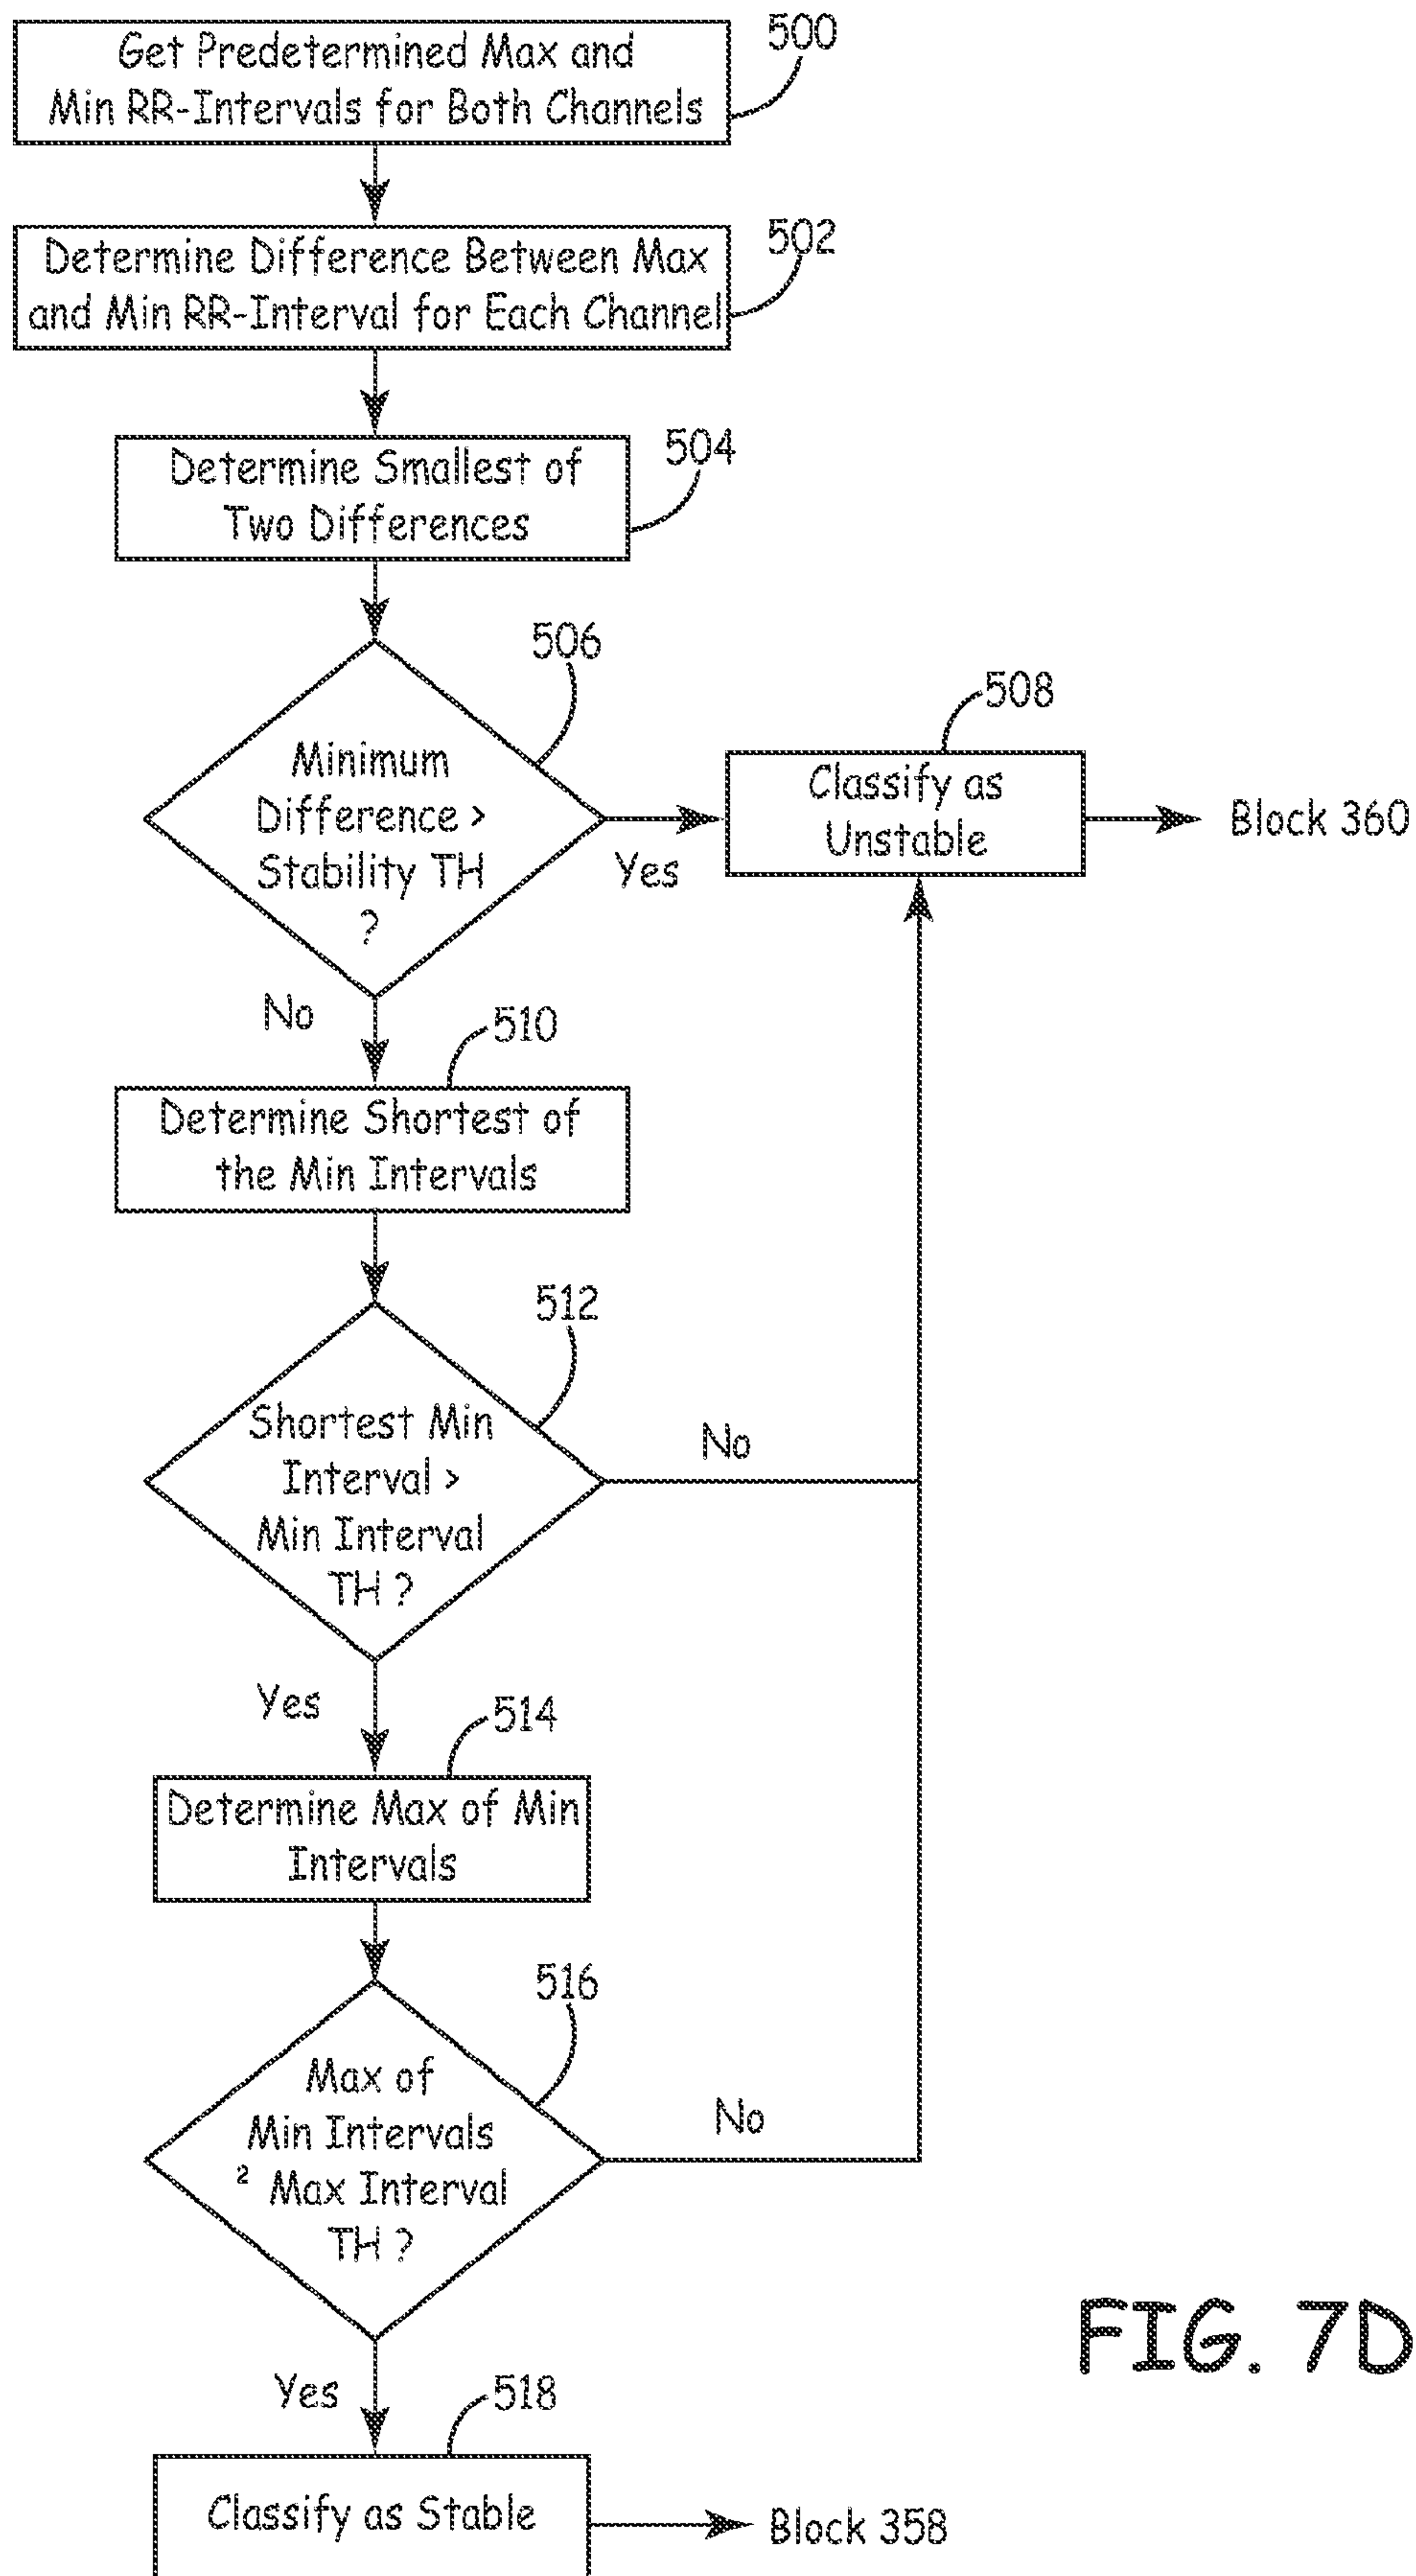 Get Predetermined Max and
Min RR-Intervals for Both Channels
500
Determine Difference Between Max
and Min RR-Interval for Each Channel
502
Determine Smallest of
Two Differences
504
506
Minimum
Difference >
Stability TH
?
Yes
508
Classify as
Unstable
Block 360
No
510
Determine Shortest of
the Min Intervals
512
Shortest Min
Interval >
Min Interval
TH ?
No
Yes
514
Determine Max of Min
Intervals
516
Max of
Min Intervals
² Max Interval
TH ?
No
Yes
518
Classify as Stable
Block 358
FIG. 7D